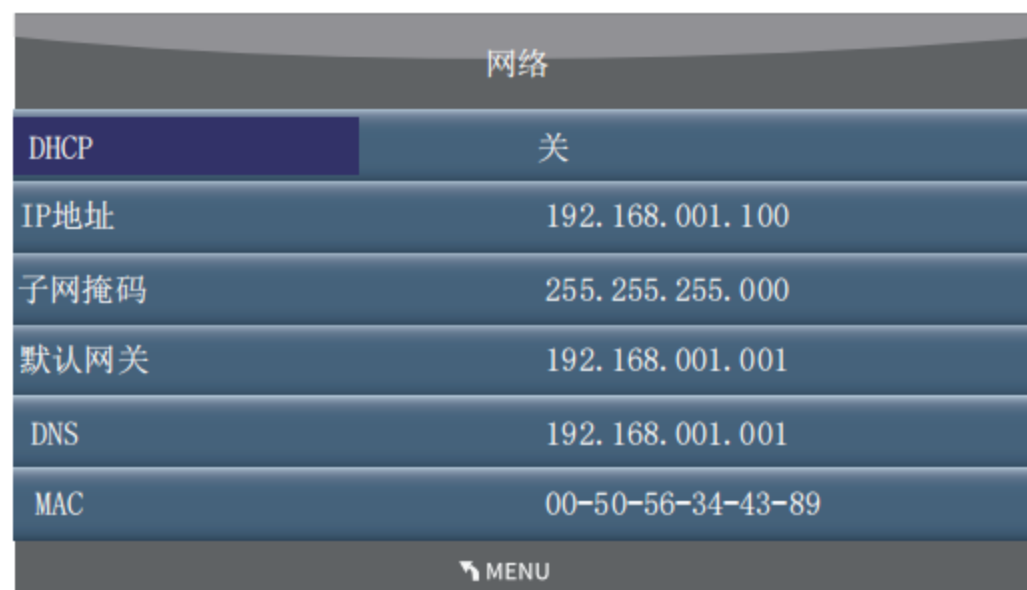 网络
DHCP 关
IP地址 192.168.001.100
子网掩码 255.255.255.000
默认网关 192.168.001.001
DNS 192.168.001.001
MAC 00-50-56-34-43-89
MENU